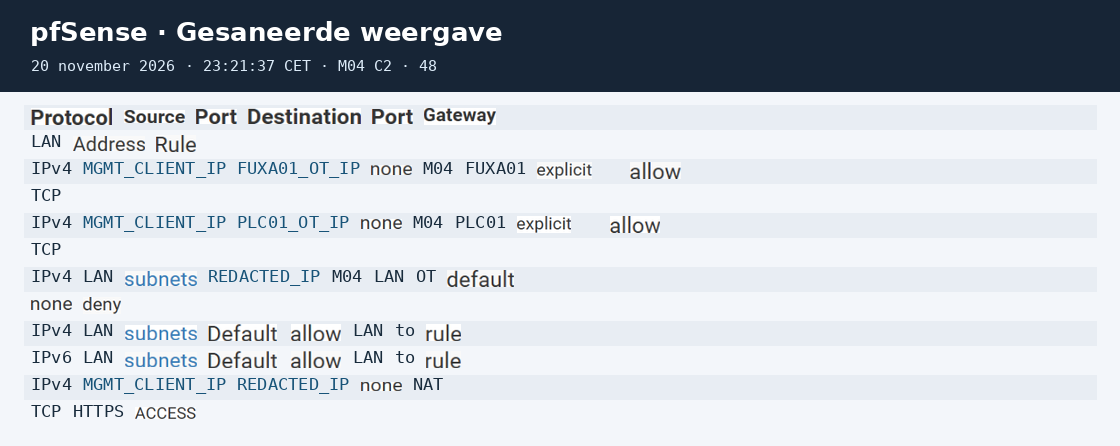 pfSense · Gesaneerde weergave
20 november 2026 · 23:21:37 CET · M04 C2 · 48
Protocol Source Port Destination Port Gateway
LAN Address Rule
IPv4 MGMT_CLIENT_IP FUXA01_OT_IP none M04 FUXA01 explicit allow
TCP
IPv4 MGMT_CLIENT_IP PLC01_OT_IP none M04 PLC01 explicit allow
TCP
IPv4 LAN subnets REDACTED_IP M04 LAN OT default
none deny
IPv4 LAN subnets Default allow LAN to rule
IPv6 LAN subnets Default allow LAN to rule
IPv4 MGMT_CLIENT_IP REDACTED_IP none NAT
TCP HTTPS ACCESS